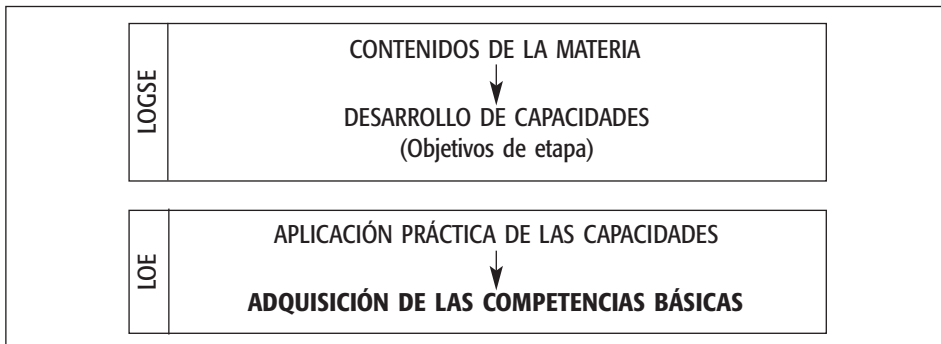 LOGSE
CONTENIDOS DE LA MATERIA
DESARROLLO DE CAPACIDADES
(Objetivos de etapa)
LOE
APLICACIÓN PRÁCTICA DE LAS CAPACIDADES
ADQUISICIÓN DE LAS COMPETENCIAS BÁSICAS